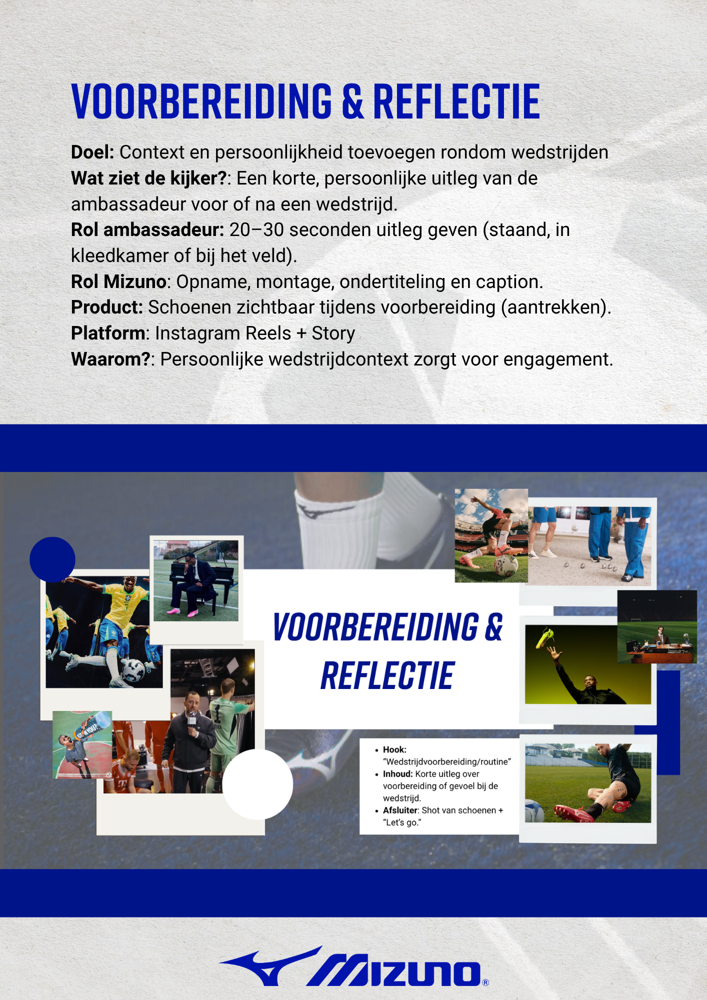 VOORBEREIDING & REFLECTIE
Doel: Context en persoonlijkheid toevoegen rondom wedstrijden
Wat ziet de kijker?: Een korte, persoonlijke uitleg van de
ambassadeur voor of na een wedstrijd.
Rol ambassadeur: 20–30 seconden uitleg geven (staand, in
kleedkamer of bij het veld).
Rol Mizuno: Opname, montage, ondertiteling en caption.
Product: Schoenen zichtbaar tijdens voorbereiding (aantrekken).
Platform: Instagram Reels + Story
Waarom?: Persoonlijke wedstrijdcontext zorgt voor engagement.
VOORBEREIDING &
REFLECTIE
7
1
T
YOU?
• Hook:
“Wedstrijdvoorbereiding/routine”
• Inhoud: Korte uitleg over
voorbereiding of gevoel bij de
wedstrijd.
• Afsluiter: Shot van schoenen +
“Let’s go.”
MIZUNO®